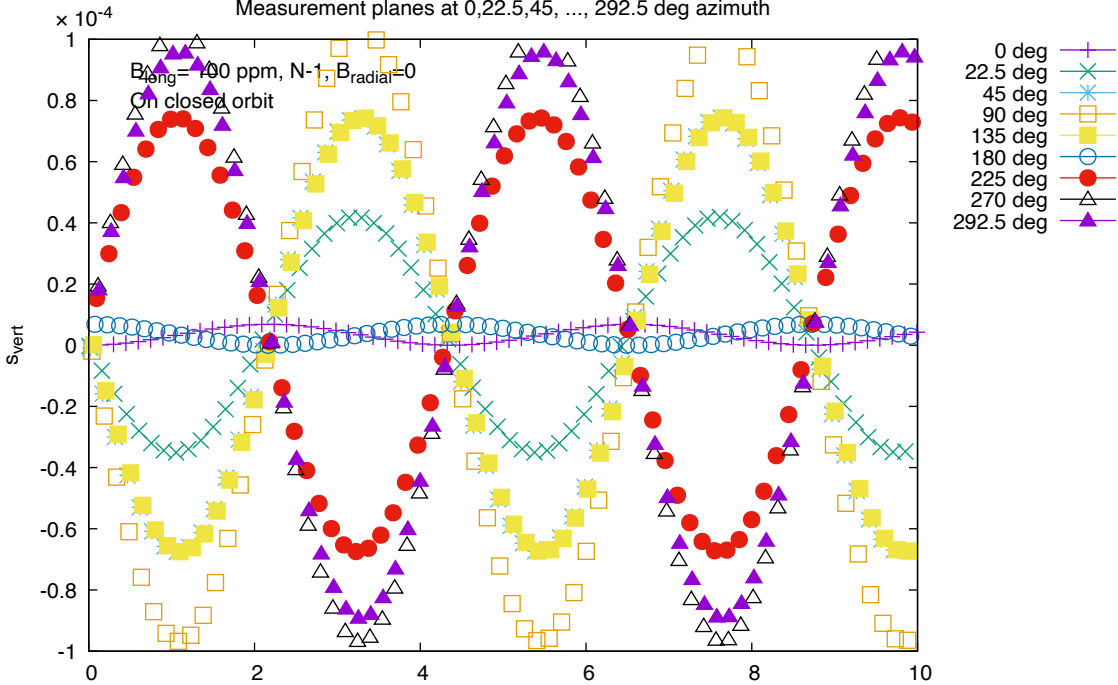 Measurement planes at 0,22.5,45, ..., 292.5 deg azimuth
× 10⁻⁴
B_long = 100 ppm, N-1, B_radial=0
On closed orbit
0 deg
22.5 deg
45 deg
90 deg
135 deg
180 deg
225 deg
270 deg
292.5 deg
s_vert
1
0.8
0.6
0.4
0.2
0
-0.2
-0.4
-0.6
-0.8
-1
0 2 4 6 8 10